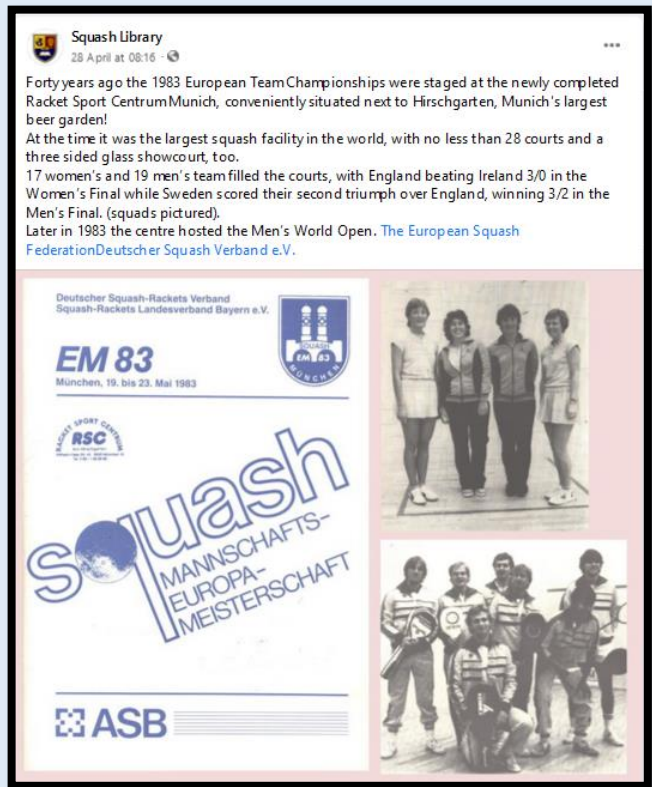 Squash Library
28 April at 08:16 ·
Forty years ago the 1983 European Team Championships were staged at the newly completed
Racket Sport Centrum Munich, conveniently situated next to Hirschgarten, Munich's largest
beer garden!
At the time it was the largest squash facility in the world, with no less than 28 courts and a
three sided glass showcourt, too.
17 women's and 19 men's team filled the courts, with England beating Ireland 3/0 in the
Women's Final while Sweden scored their second triumph over England, winning 3/2 in the
Men's Final. (squads pictured).
Later in 1983 the centre hosted the Men's World Open. The European Squash
FederationDeutscher Squash Verband e.V.
Deutscher Squash-Rackets Verband
Squash-Rackets Landesverband Bayern e.V.
EM 83
München, 19. bis 23. Mai 1983
SQUASH
EM 83
MÜNCHEN
RACKET SPORT CENTRUM
RSC
squash
MANNSCHAFTS-
EUROPA-
MEISTERSCHAFT
ASB